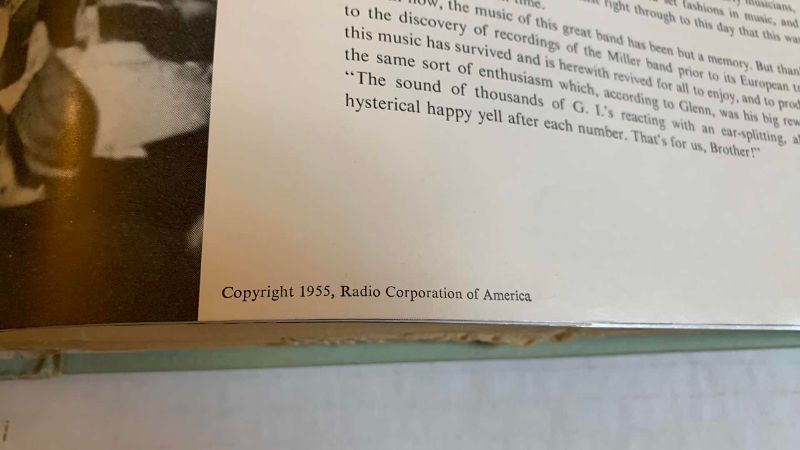 time. musicians,
right through to this day that this was
set fashions in music, and
now, the music of this great band has been but a memory. But than
to the discovery of recordings of the Miller band prior to its European to
this music has survived and is herewith revived for all to enjoy, and to prod
the same sort of enthusiasm which, according to Glenn, was his big rew
“The sound of thousands of G. I.'s reacting with an ear-splitting, a
hysterical happy yell after each number. That's for us, Brother!”
Copyright 1955, Radio Corporation of America